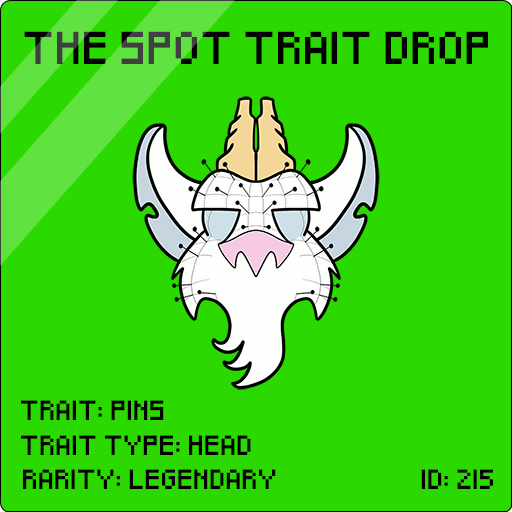 THE SPOT TRAIT DROP
TRAIT: PINS
TRAIT TYPE: HEAD
RARITY: LEGENDARY
ID: 215